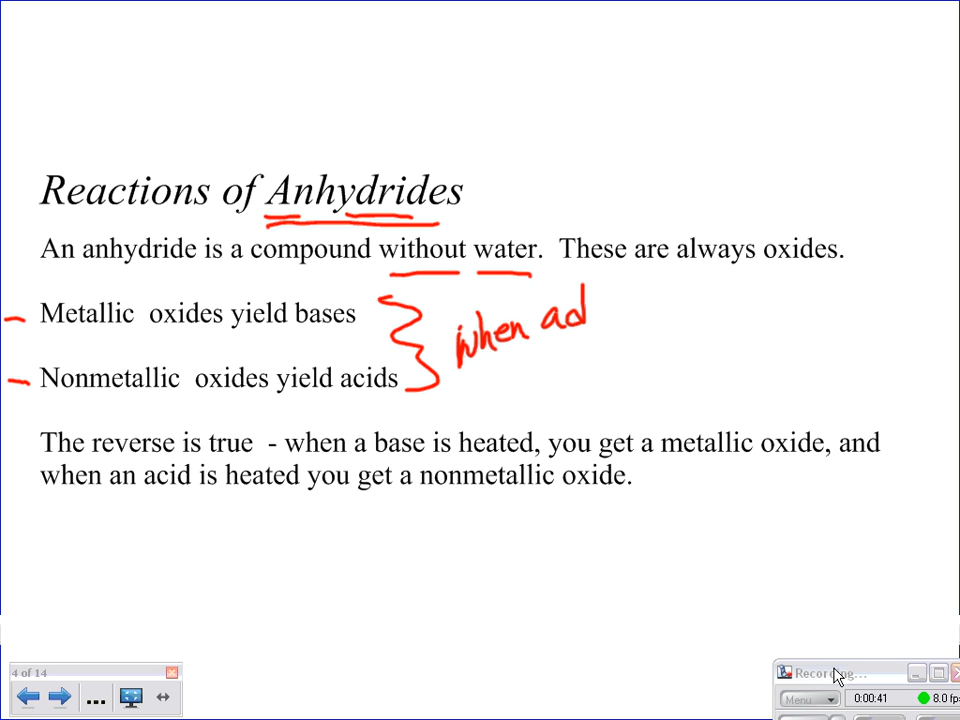 Reactions of Anhydrides
An anhydride is a compound without water. These are always oxides.
Metallic oxides yield bases
when ad
Nonmetallic oxides yield acids
The reverse is true - when a base is heated, you get a metallic oxide, and
when an acid is heated you get a nonmetallic oxide.
4 of 14
Recording...
Menu
0:00:41
8.0 fp